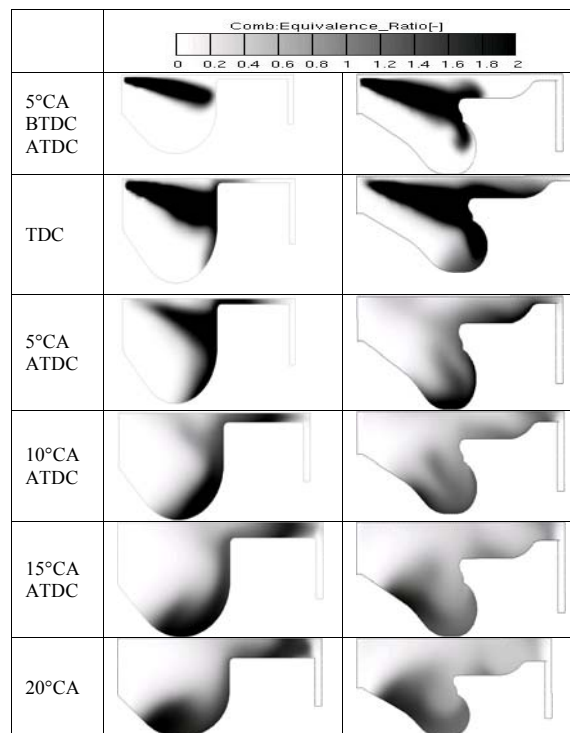 Comb:Equivalence_Ratio[-]
0 0.2 0.4 0.6 0.8 1 1.2 1.4 1.6 1.8 2
5°CA
BTDC
ATDC
TDC
5°CA
ATDC
10°CA
ATDC
15°CA
ATDC
20°CA